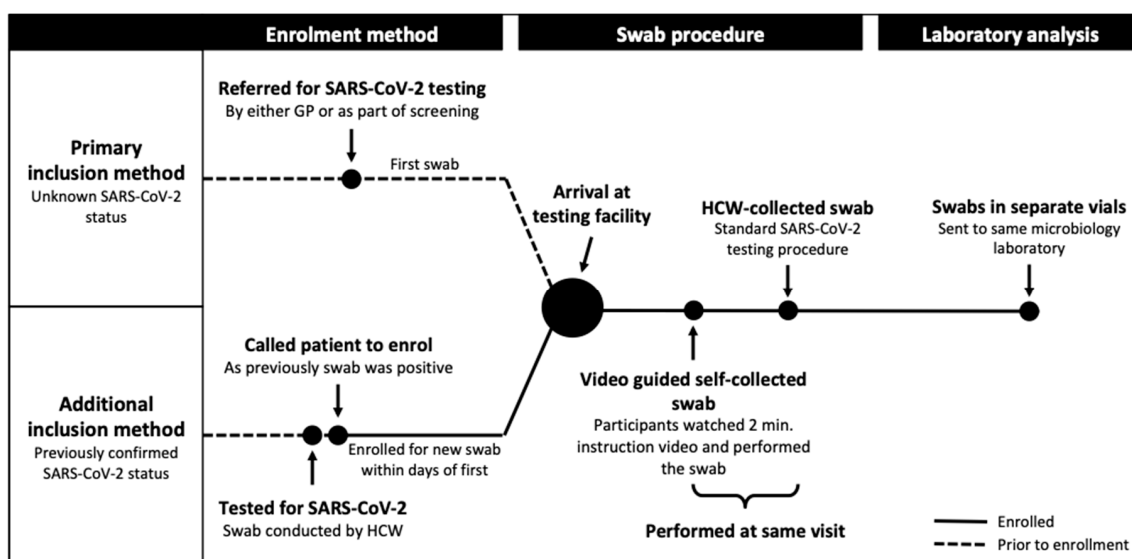 Enrolment method
Swab procedure
Laboratory analysis
Primary
inclusion method
Unknown SARS-CoV-2
status
Referred for SARS-CoV-2 testing
By either GP or as part of screening
First swab
Arrival at
testing facility
HCW-collected swab
Standard SARS-CoV-2
testing procedure
Swabs in separate vials
Sent to same microbiology
laboratory
Additional
inclusion method
Previously confirmed
SARS-CoV-2 status
Called patient to enrol
As previously swab was positive
Enrolled for new swab
within days of first
Tested for SARS-CoV-2
Swab conducted by HCW
Video guided self-collected
swab
Participants watched 2 min.
instruction video and performed
the swab
Performed at same visit
Enrolled
Prior to enrollment